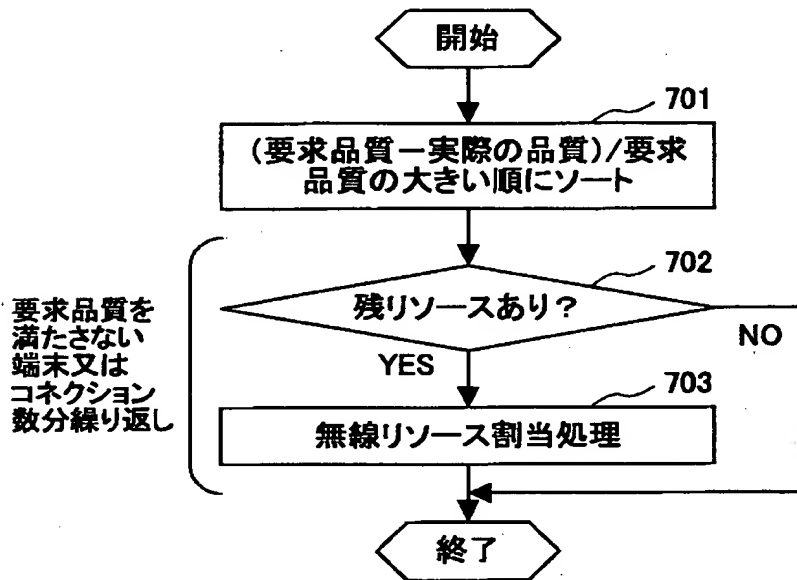 開始
701
(要求品質－実際の品質)/要求
品質の大きい順にソート
702
残リソースあり？
NO
YES
要求品質を
満たさない
端末又は
コネクション
数分繰り返し
703
無線リソース割当処理
終了